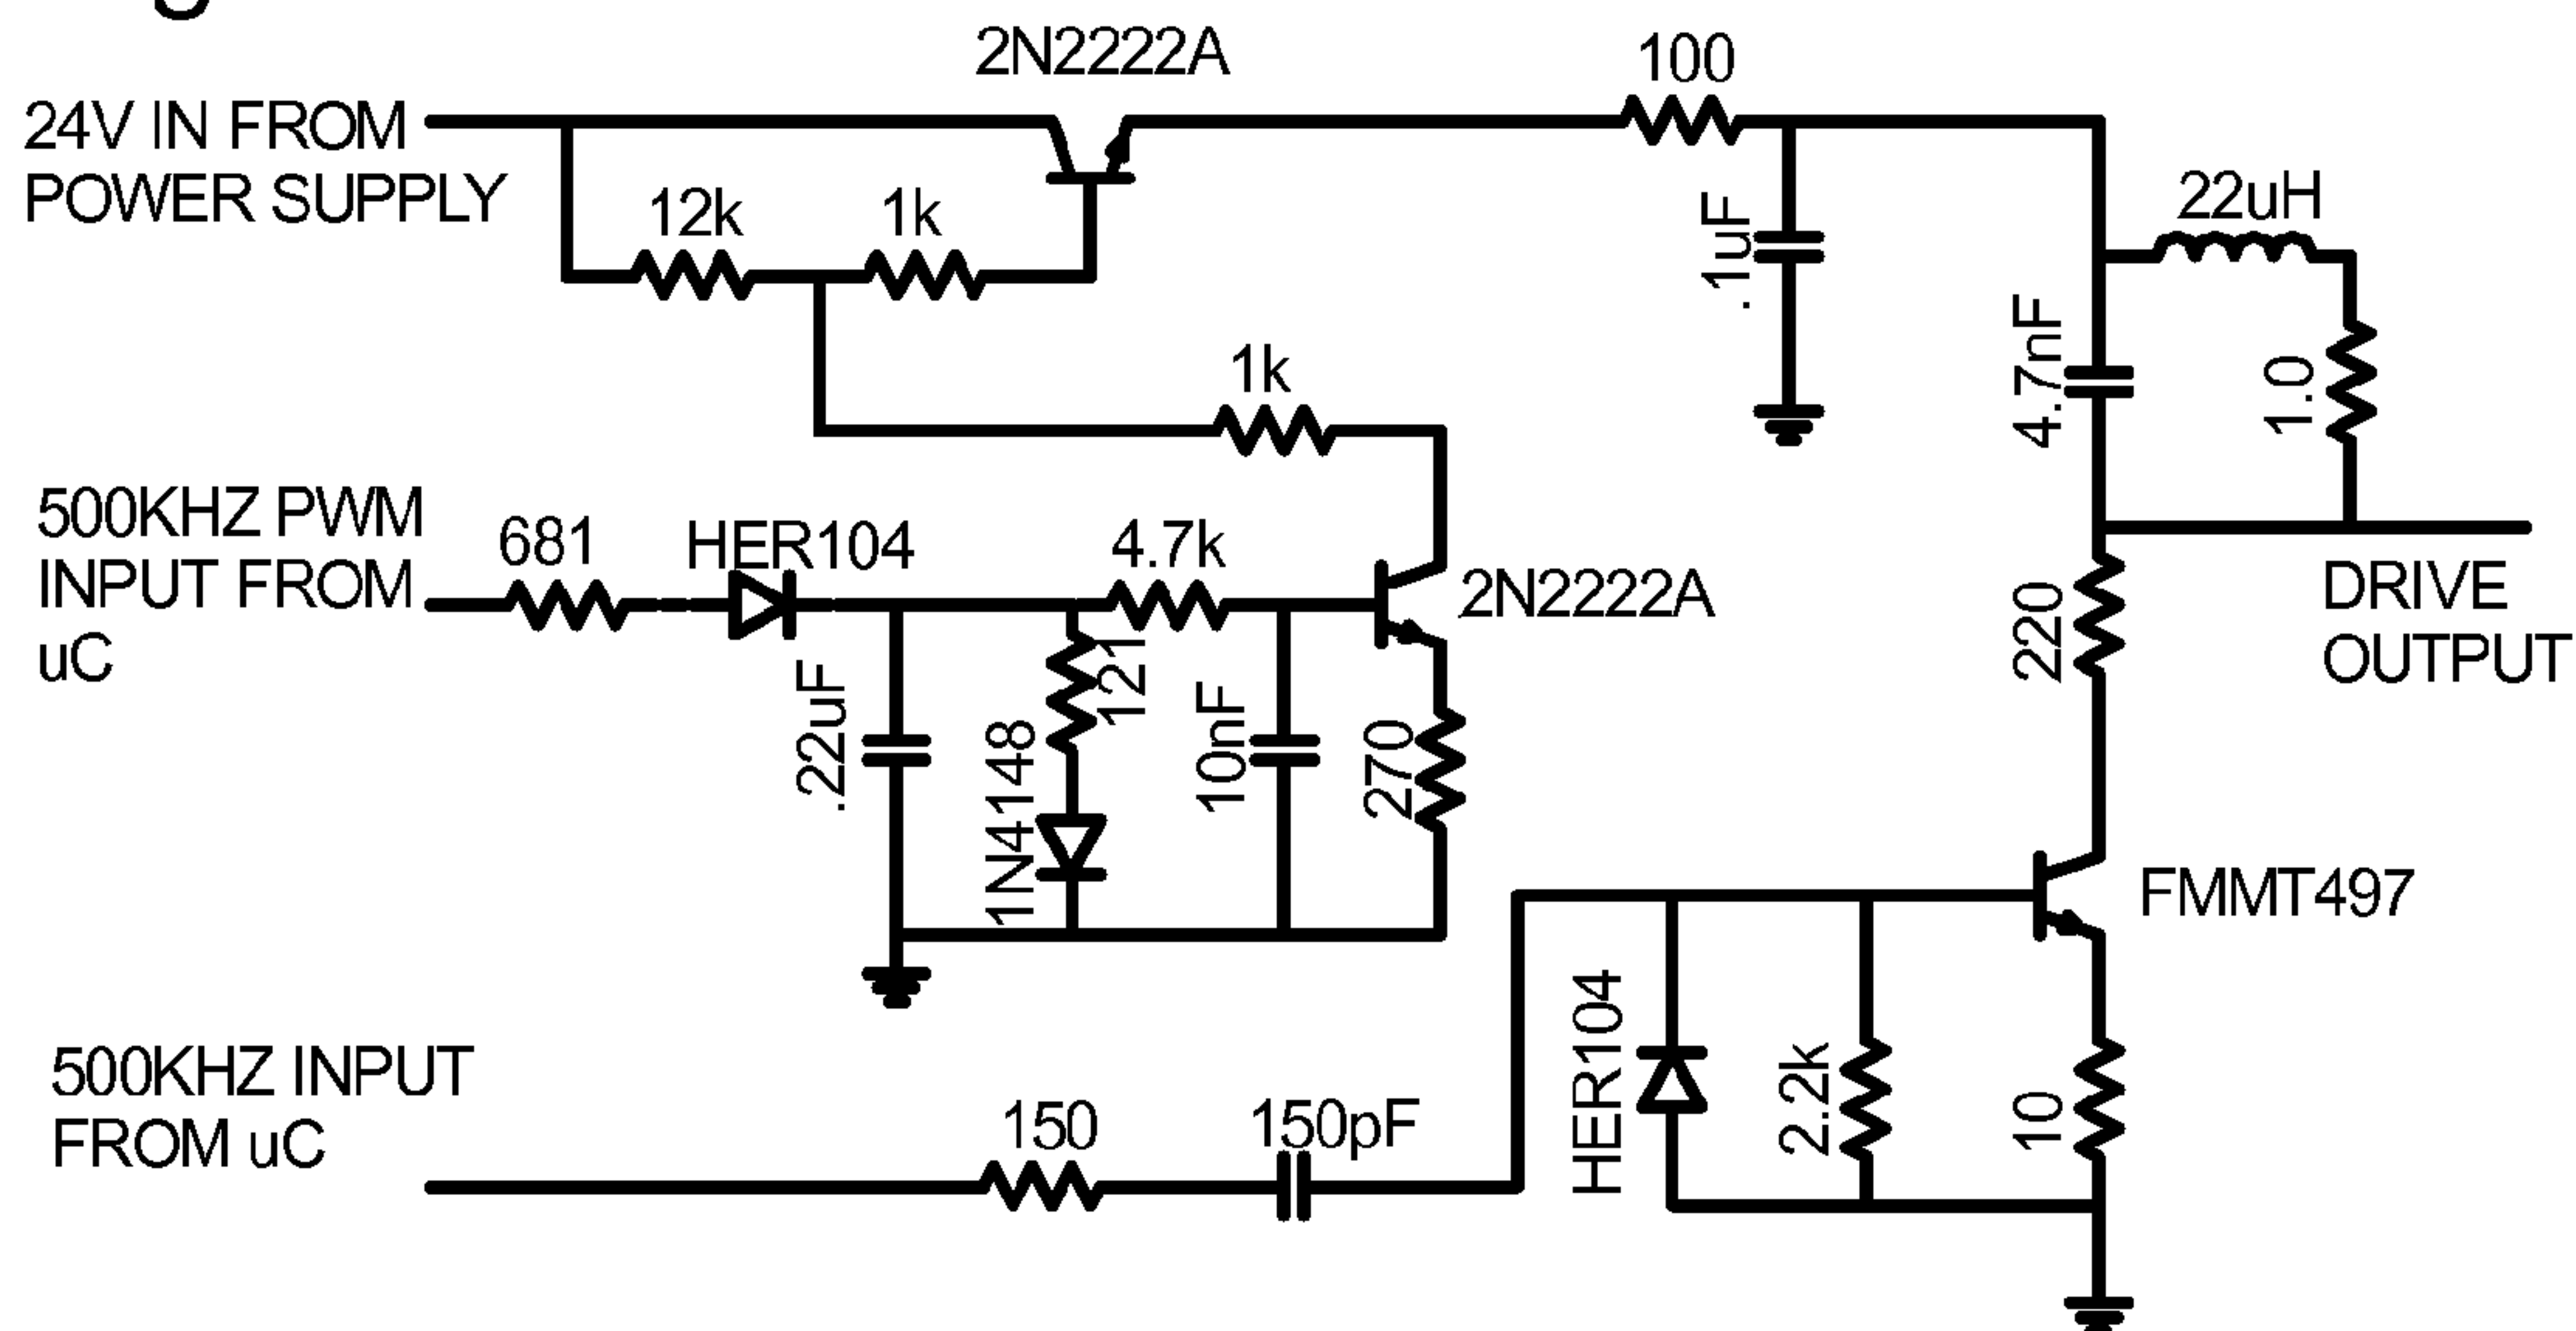 2N2222A
100
24V IN FROM
POWER SUPPLY
12k
1k
.1uF
22uH
1k
4.7nF
1.0
500KHZ PWM
INPUT FROM
uC
681
HER104
4.7k
2N2222A
DRIVE
OUTPUT
.22uF
121
1N4148
10nF
270
220
FMMT497
500KHZ INPUT
FROM uC
150
150pF
HER104
2.2k
10